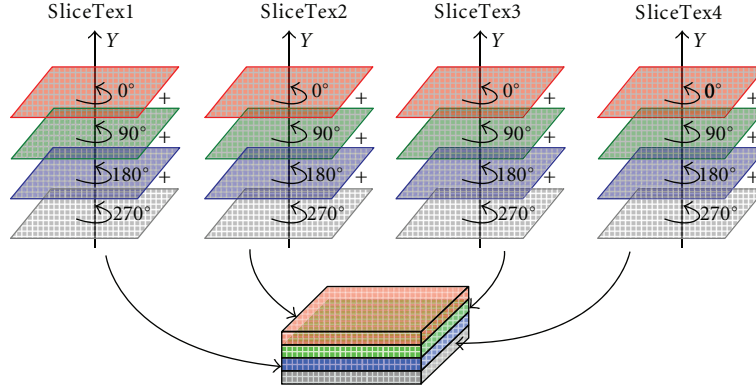 SliceTex1 SliceTex2 SliceTex3 SliceTex4
Y Y Y Y
0° 0° 0° 0°
+ + + +
90° 90° 90° 90°
+ + + +
180° 180° 180° 180°
+ + + +
270° 270° 270° 270°